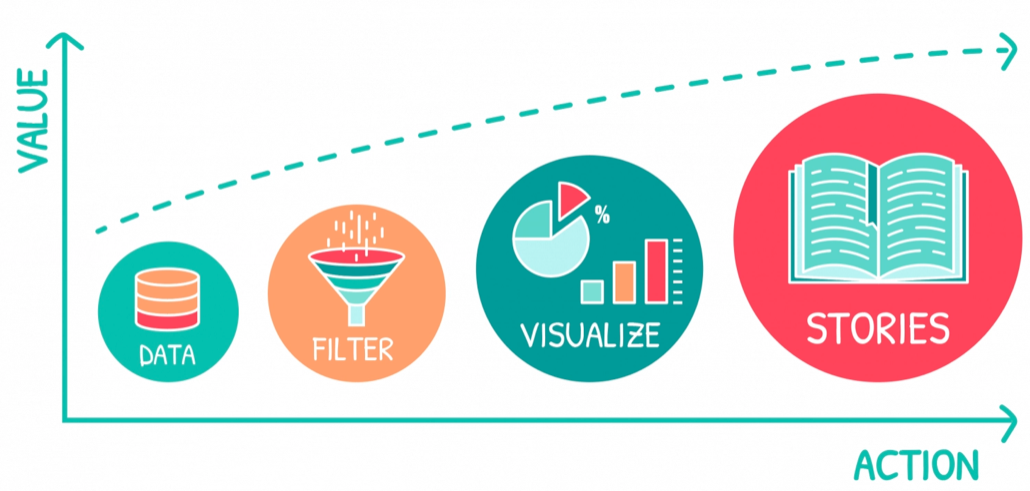 VALUE
%
DATA
FILTER
VISUALIZE
STORIES
ACTION